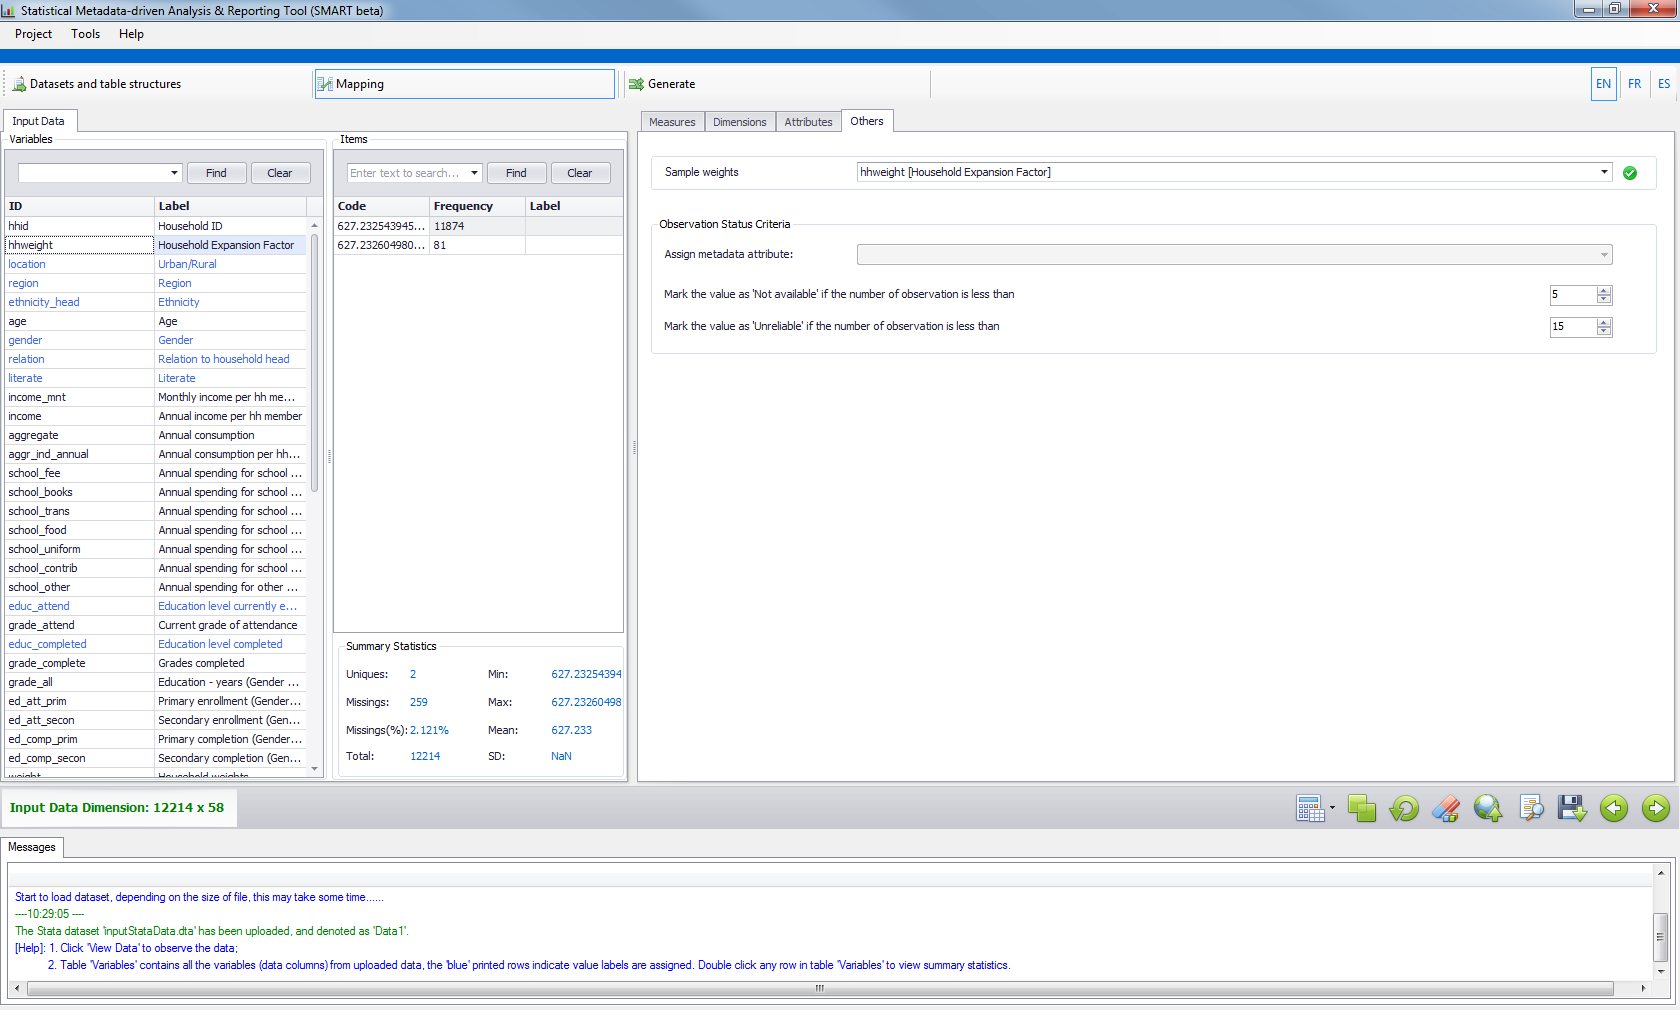 Statistical Metadata-driven Analysis & Reporting Tool (SMART beta)
Project Tools Help
Datasets and table structures Mapping Generate EN FR ES
Input Data
Measures Dimensions Attributes Others
Variables
Items
Find Clear
Enter text to search... Find Clear
ID Label
hhid Household ID
hhweight Household Expansion Factor
location Urban/Rural
region Region
ethnicity_head Ethnicity
age Age
gender Gender
relation Relation to household head
literate Literate
income_mnt Monthly income per hh me...
income Annual income per hh member
aggregate Annual consumption
aggr_ind_annual Annual consumption per hh...
school_fee Annual spending for school ...
school_books Annual spending for school ...
school_trans Annual spending for school ...
school_food Annual spending for school ...
school_uniform Annual spending for school ...
school_contrib Annual spending for school ...
school_other Annual spending for other ...
educ_attend Education level currently e...
grade_attend Current grade of attendance
educ_completed Education level completed
grade_complete Grades completed
grade_all Education - years (Gender ...
ed_att_prim Primary enrollment (Gender...
ed_att_secon Secondary enrollment (Gen...
ed_comp_prim Primary completion (Gender...
ed_comp_secon Secondary completion (Gen...
weight Household weights
Code Frequency Label
627.232543945... 11874
627.232604980... 81
Summary Statistics
Uniques: 2 Min: 627.23254394
Missings: 259 Max: 627.23260498
Missings(%): 2.121% Mean: 627.233
Total: 12214 SD: NaN
Sample weights hhweight [Household Expansion Factor]
Observation Status Criteria
Assign metadata attribute:
Mark the value as 'Not available' if the number of observation is less than 5
Mark the value as 'Unreliable' if the number of observation is less than 15
Input Data Dimension: 12214 x 58
Messages
Start to load dataset, depending on the size of file, this may take some time......
----10:29:05 ----
The Stata dataset 'inputStataData.dta' has been uploaded, and denoted as 'Data1'.
[Help]: 1. Click 'View Data' to observe the data;
2. Table 'Variables' contains all the variables (data columns) from uploaded data, the 'blue' printed rows indicate value labels are assigned. Double click any row in table 'Variables' to view summary statistics.